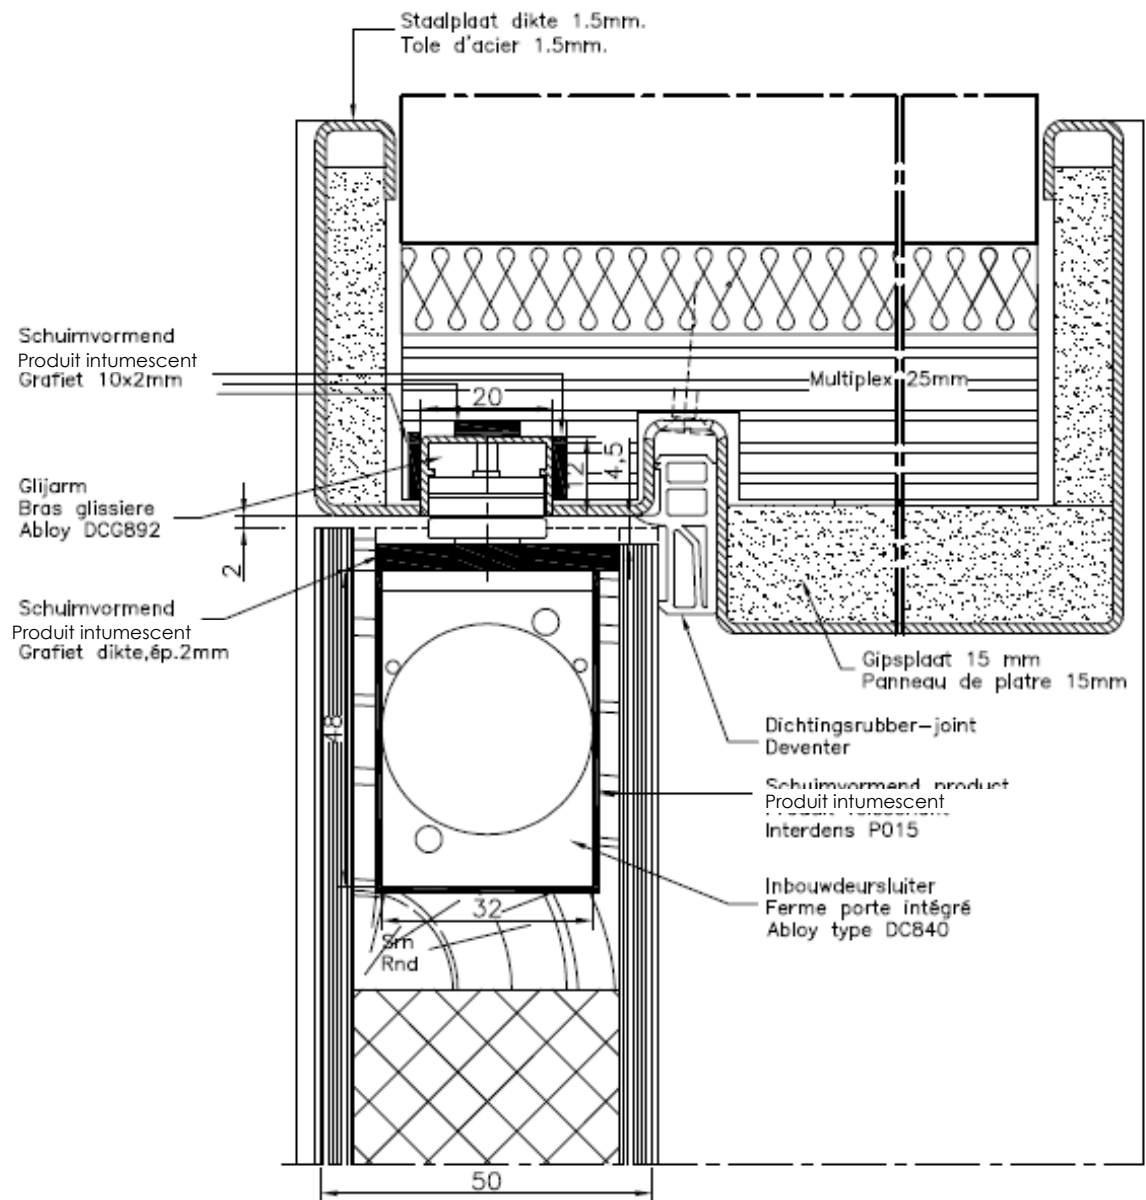 Staalplaat dikte 1.5mm.
Tole d'acier 1.5mm.
Schuimvormend
Produit intumescent
Grafiet 10x2mm
20
Multiplex 25mm
12
4,5
Glijarm
Bras glissiere
Abloy DCG892
2
Schuimvormend
Produit intumescent
Grafiet dikte,ép.2mm
Gipsplaat 15 mm
Panneau de platre 15mm
48
Dichtingsrubber-joint
Deventer
Schuimvormend product
Produit intumescent
Interdens P015
Inbouwdeursluiter
Ferme porte intégré
Abloy type DC840
32
Srn
Rnd
50